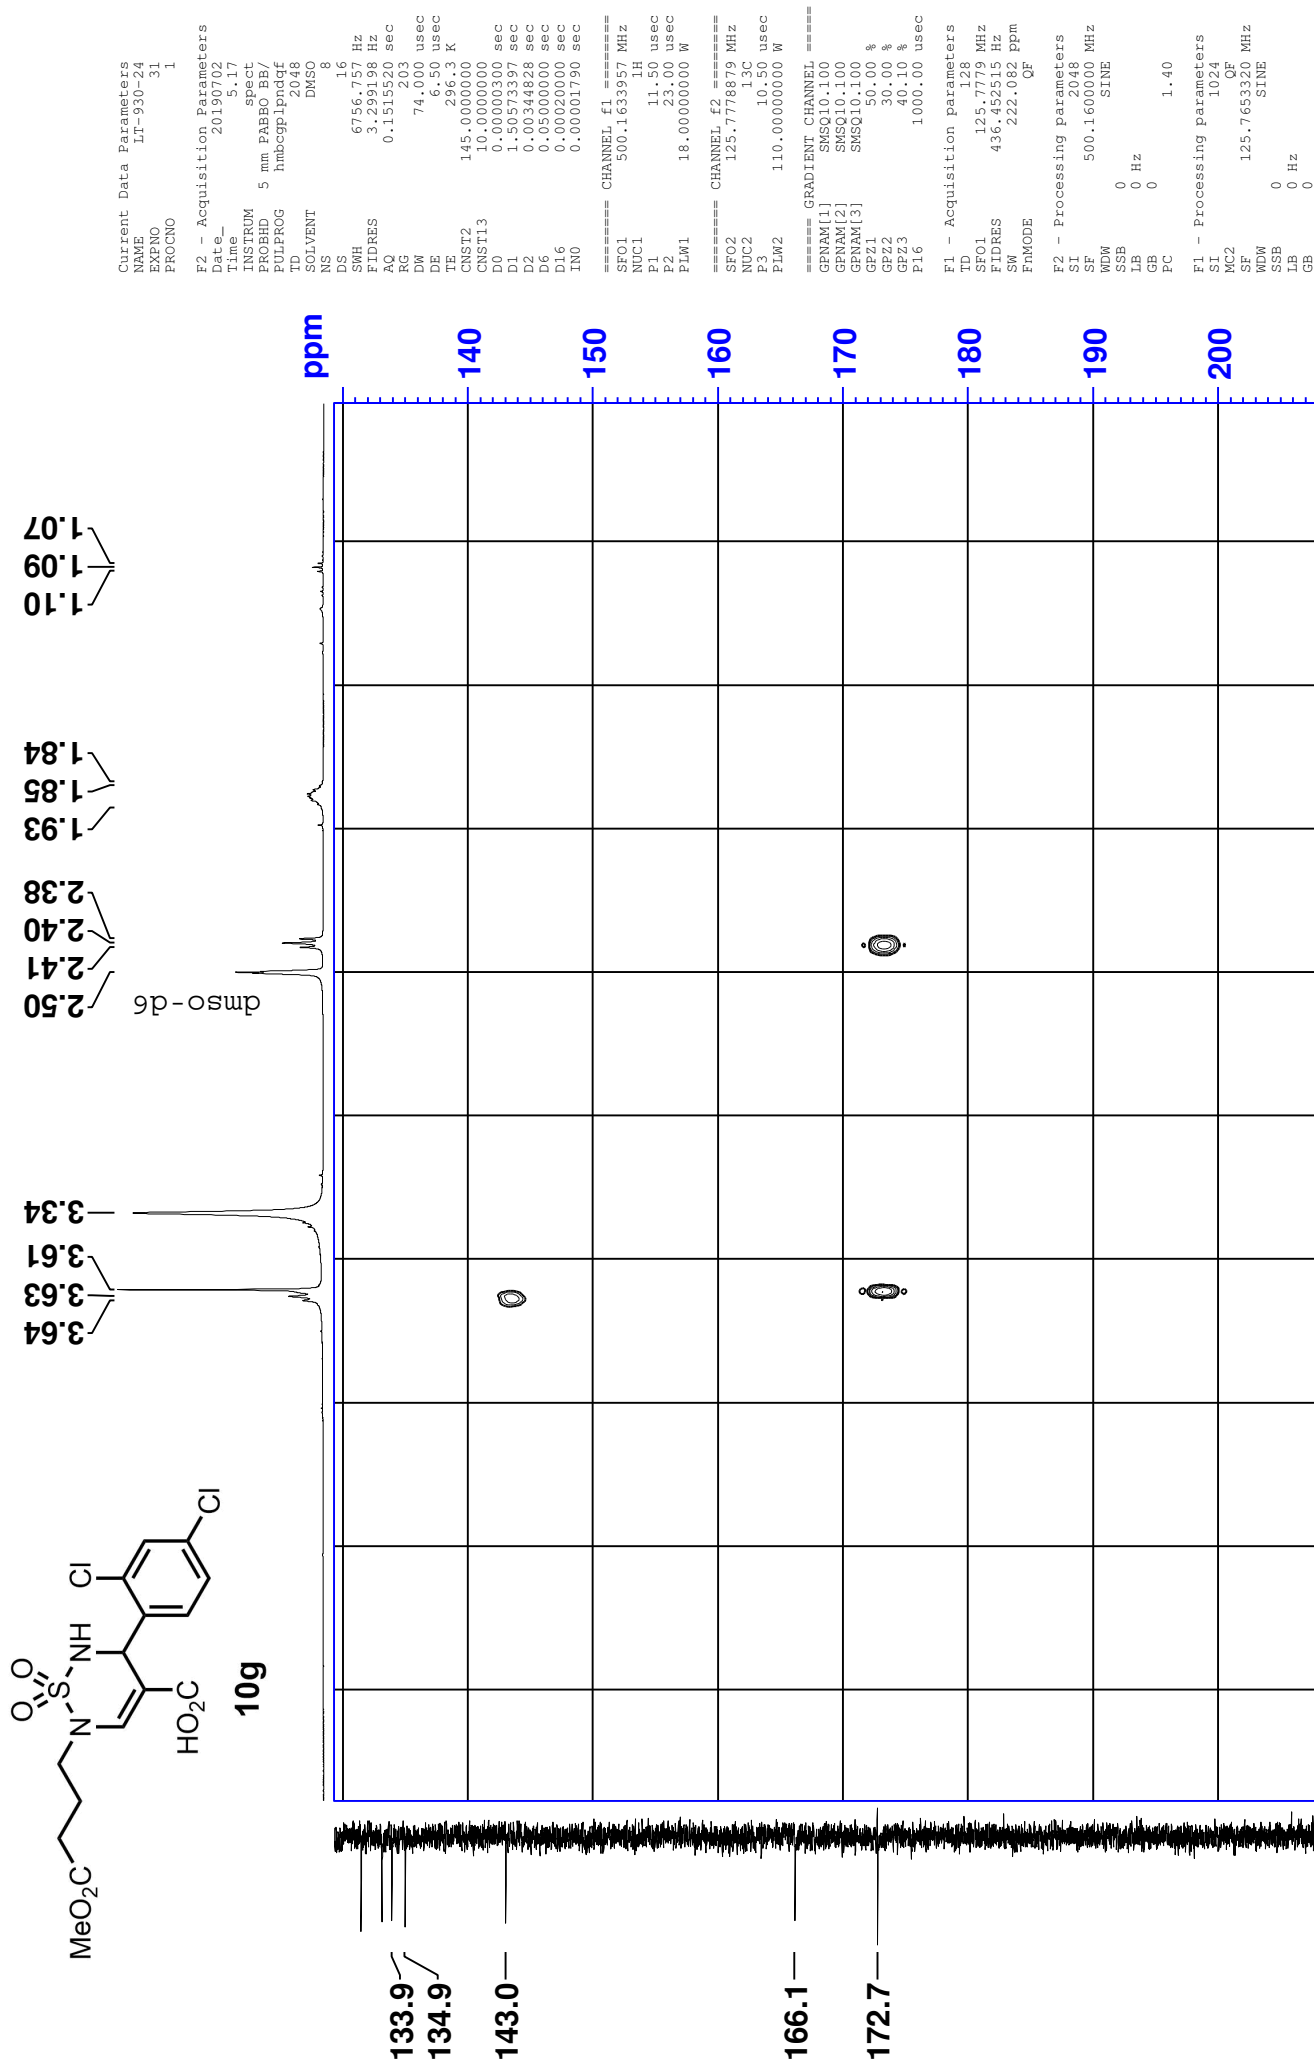 Current Data Parameters
NAME LT-930-24
EXPNO 31
PROCNO 1
F2 - Acquisition Parameters
Date_ 20190702
Time 5.17
INSTRUM spect
PROBHD 5 mm PABBO BB/
PULPROG hmbcgplpndqf
TD 2048
SOLVENT DMSO
NS 8
DS 16
SWH 6756.757 Hz
FIDRES 3.299198 Hz
AQ 0.1515520 sec
RG 203
DW 74.000 usec
DE 6.50 usec
TE 296.3 K
CNST2 145.0000000
CNST13 10.0000000
D0 0.00000300 sec
D1 1.50573397 sec
D2 0.00344828 sec
D6 0.05000000 sec
D16 0.00020000 sec
IN0 0.00001790 sec
======== CHANNEL f1 ========
SFO1 500.1633957 MHz
NUC1 1H
P1 11.50 usec
P2 23.00 usec
PLW1 18.00000000 W
======== CHANNEL f2 ========
SFO2 125.7778879 MHz
NUC2 13C
P3 10.50 usec
PLW2 110.00000000 W
====== GRADIENT CHANNEL =====
GPNAM[1] SMSQ10.100
GPNAM[2] SMSQ10.100
GPNAM[3] SMSQ10.100
GPZ1 50.00 %
GPZ2 30.00 %
GPZ3 40.10 %
P16 1000.00 usec
F1 - Acquisition parameters
TD 128
SFO1 125.7779 MHz
FIDRES 436.452515 Hz
SW 222.082 ppm
FnMODE QF
F2 - Processing parameters
SI 2048
SF 500.1600000 MHz
WDW SINE
SSB 0
LB 0 Hz
GB 0
PC 1.40
F1 - Processing parameters
SI 1024
MC2 QF
SF 125.7653320 MHz
WDW SINE
SSB 0
LB 0 Hz
GB 0
ppm
140
150
160
170
180
190
200
1.07
1.09
1.10
1.84
1.85
1.93
2.38
2.40
2.41
2.50
dmso-d6
3.34
3.61
3.63
3.64
O O
S
N
NH
Cl
Cl
HO2C
MeO2C
10g
133.9
134.9
143.0
166.1
172.7